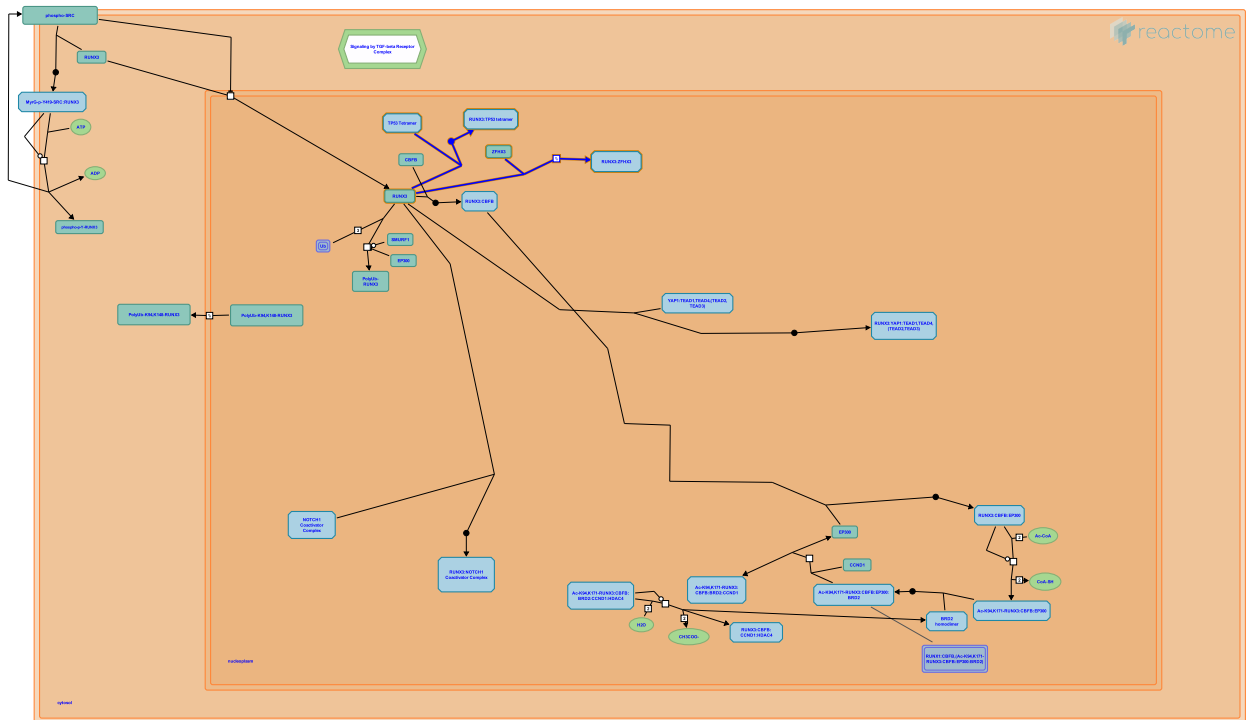 phospho-SRC
reactome
Signaling by TGF-beta Receptor
Complex
RUNX3
MyrG-p-Y419-SRC:RUNX3
TP53 Tetramer
RUNX3:TP53 tetramer
ATP
CBFB
ZFHX3
RUNX3:ZFHX3
ADP
RUNX3
RUNX3:CBFB
phospho-p-Y-RUNX3
Ub
SMURF1
EP300
PolyUb-
RUNX3
PolyUb-K94,K148-RUNX3
PolyUb-K94,K148-RUNX3
YAP1:TEAD1,TEAD4,(TEAD2,
TEAD3)
RUNX3:YAP1:TEAD1,TEAD4,
(TEAD2,TEAD3)
NOTCH1
Coactivator
Complex
RUNX3:CBFB:EP300
EP300
Ac-CoA
RUNX3:NOTCH1
Coactivator Complex
CCND1
CoA-SH
Ac-K94,K171-RUNX3:
CBFB:BRD2:CCND1
Ac-K94,K171-RUNX3:CBFB:
BRD2:CCND1:HDAC4
Ac-K94,K171-RUNX3:CBFB:EP300:
BRD2
Ac-K94,K171-RUNX3:CBFB:EP300
BRD2
homodimer
H2O
CH3COO-
RUNX3:CBFB:
CCND1:HDAC4
RUNX1:CBFB,(Ac-K94,K171-
RUNX3:CBFB:EP300:BRD2)
nucleoplasm
cytosol